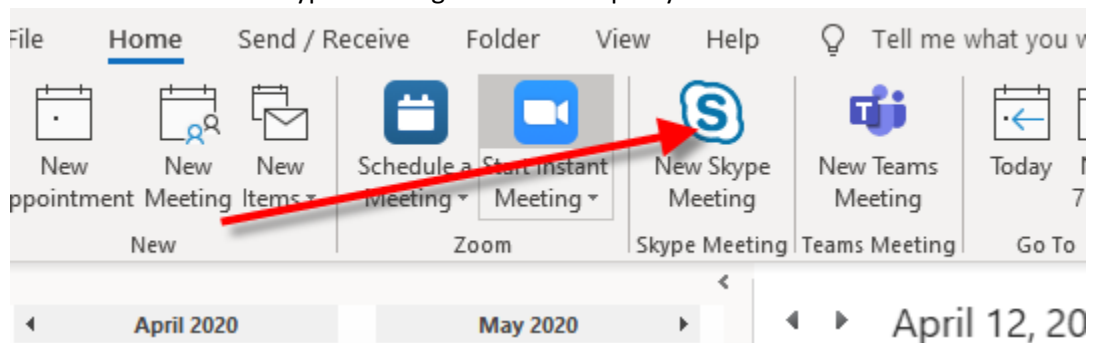 File Home Send / Receive Folder View Help Tell me what you
New New New Schedule a Start Instant New Skype New Teams Today
ppointment Meeting Items Meeting Meeting Meeting Meeting 7
New Zoom Skype Meeting Teams Meeting Go To
April 2020 May 2020 April 12, 20